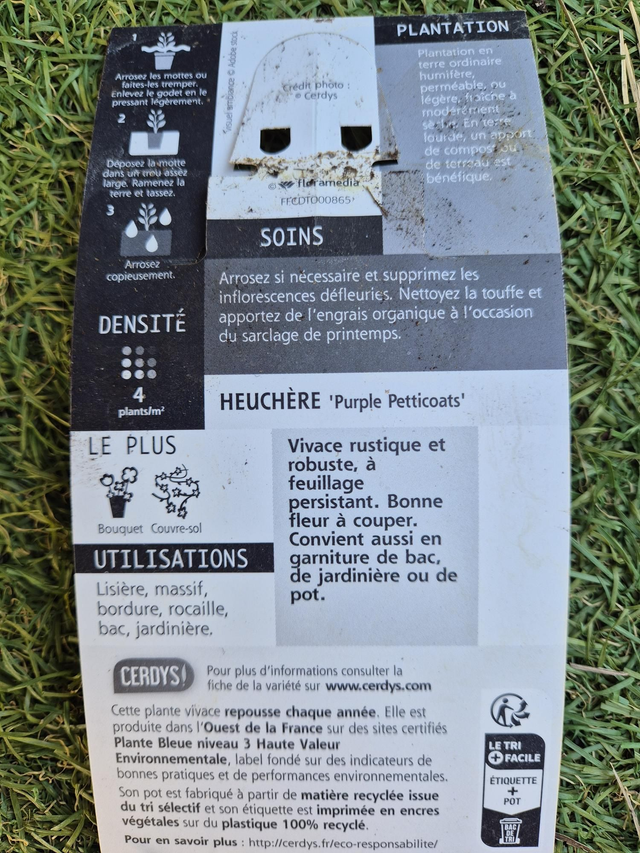 1
Arrosez les mottes ou
faites-les tremper.
Enlevez le godet en le
pressant légèrement.
2
Déposez la motte
dans un trou assez
large. Ramenez la
terre et tassez.
3
Arrosez
copieusement.
DENSITÉ
4
plants/m²
© Adobe stock
Crédit photo :
© Cerdys
© floramedia
PLANTATION
Plantation en
terre ordinaire
humifère,
perméable, ou
légère, fraîche à
modérément
En terre
lourde, un apport
de compost ou
de terreau est
bénéfique.
SOINS
Arrosez si nécessaire et supprimez les
inflorescences défleuries. Nettoyez la touffe et
apportez de l'engrais organique à l'occasion
du sarclage de printemps.
HEUCHÈRE 'Purple Petticoats'
LE PLUS
Bouquet Couvre-sol
UTILISATIONS
Lisière, massif,
bordure, rocaille,
bac, jardinière.
Vivace rustique et
robuste, à
feuillage
persistant. Bonne
fleur à couper.
Convient aussi en
garniture de bac,
de jardinière ou de
pot.
CERDYS!
Pour plus d'informations consulter la
fiche de la variété sur www.cerdys.com
Cette plante vivace repousse chaque année. Elle est
produite dans l'Ouest de la France sur des sites certifiés
Plante Bleue niveau 3 Haute Valeur
Environnementale, label fondé sur des indicateurs de
bonnes pratiques et de performances environnementales.
Son pot est fabriqué à partir de matière recyclée issue
du tri sélectif et son étiquette est imprimée en encres
végétales sur du plastique 100% recyclé.
Pour en savoir plus : http://cerdys.fr/eco-responsabilite/
LE TRI
+ FACILE
ÉTIQUETTE
+
POT
BAC
DE
TRI